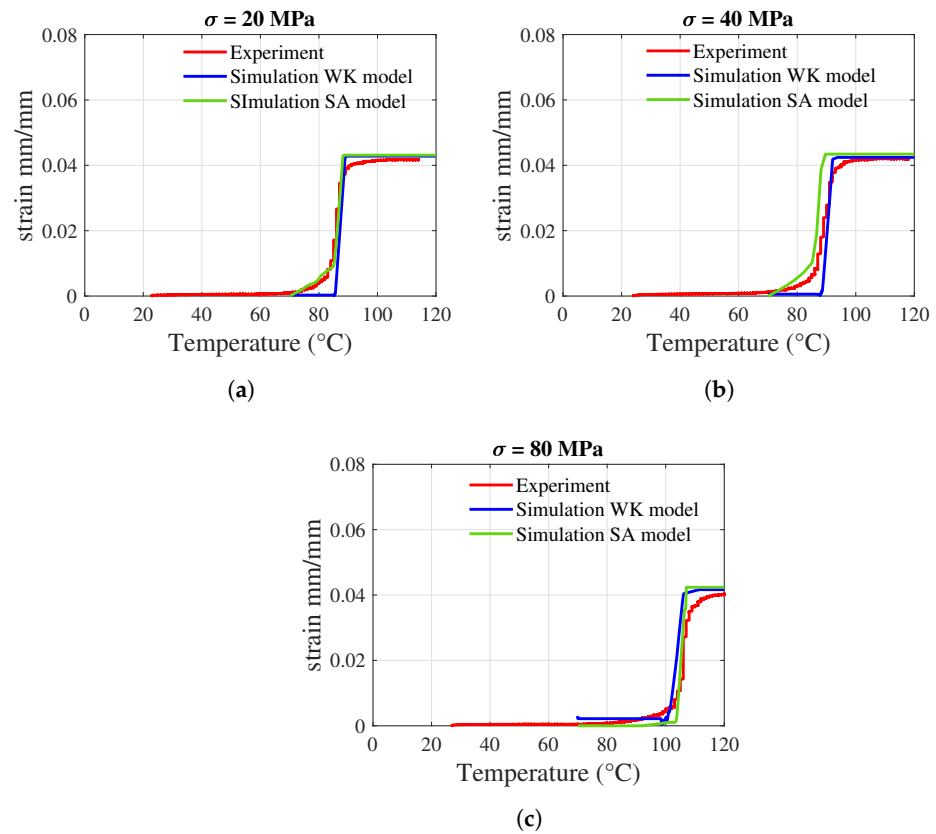 σ = 20 MPa
0.08
0.06
0.04
0.02
0
strain mm/mm
Experiment
Simulation WK model
SImulation SA model
0 20 40 60 80 100 120
Temperature (°C)
(a)
σ = 40 MPa
0.08
0.06
0.04
0.02
0
strain mm/mm
Experiment
Simulation WK model
Simulation SA model
0 20 40 60 80 100 120
Temperature (°C)
(b)
σ = 80 MPa
0.08
0.06
0.04
0.02
0
strain mm/mm
Experiment
Simulation WK model
Simulation SA model
0 20 40 60 80 100 120
Temperature (°C)
(c)